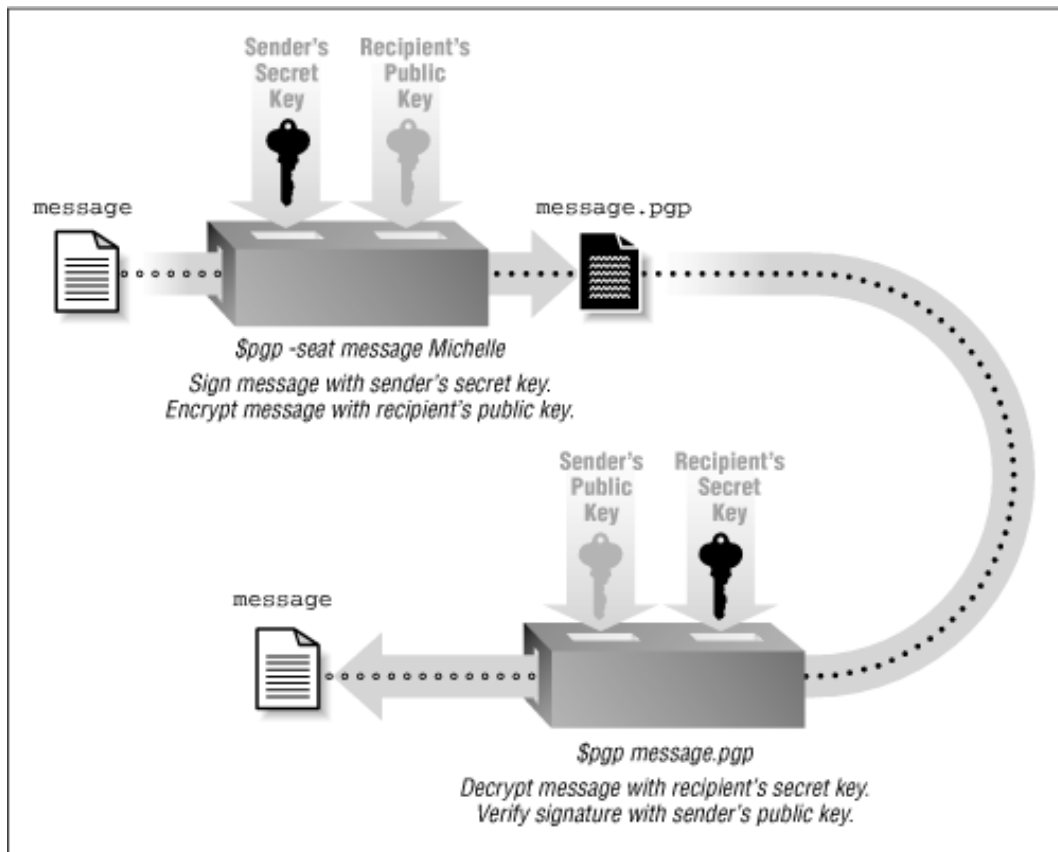 Sender's
Secret
Key
Recipient's
Public
Key
message
message.pgp
$pgp -seat message Michelle
Sign message with sender's secret key.
Encrypt message with recipient's public key.
Sender's
Public
Key
Recipient's
Secret
Key
message
$pgp message.pgp
Decrypt message with recipient's secret key.
Verify signature with sender's public key.